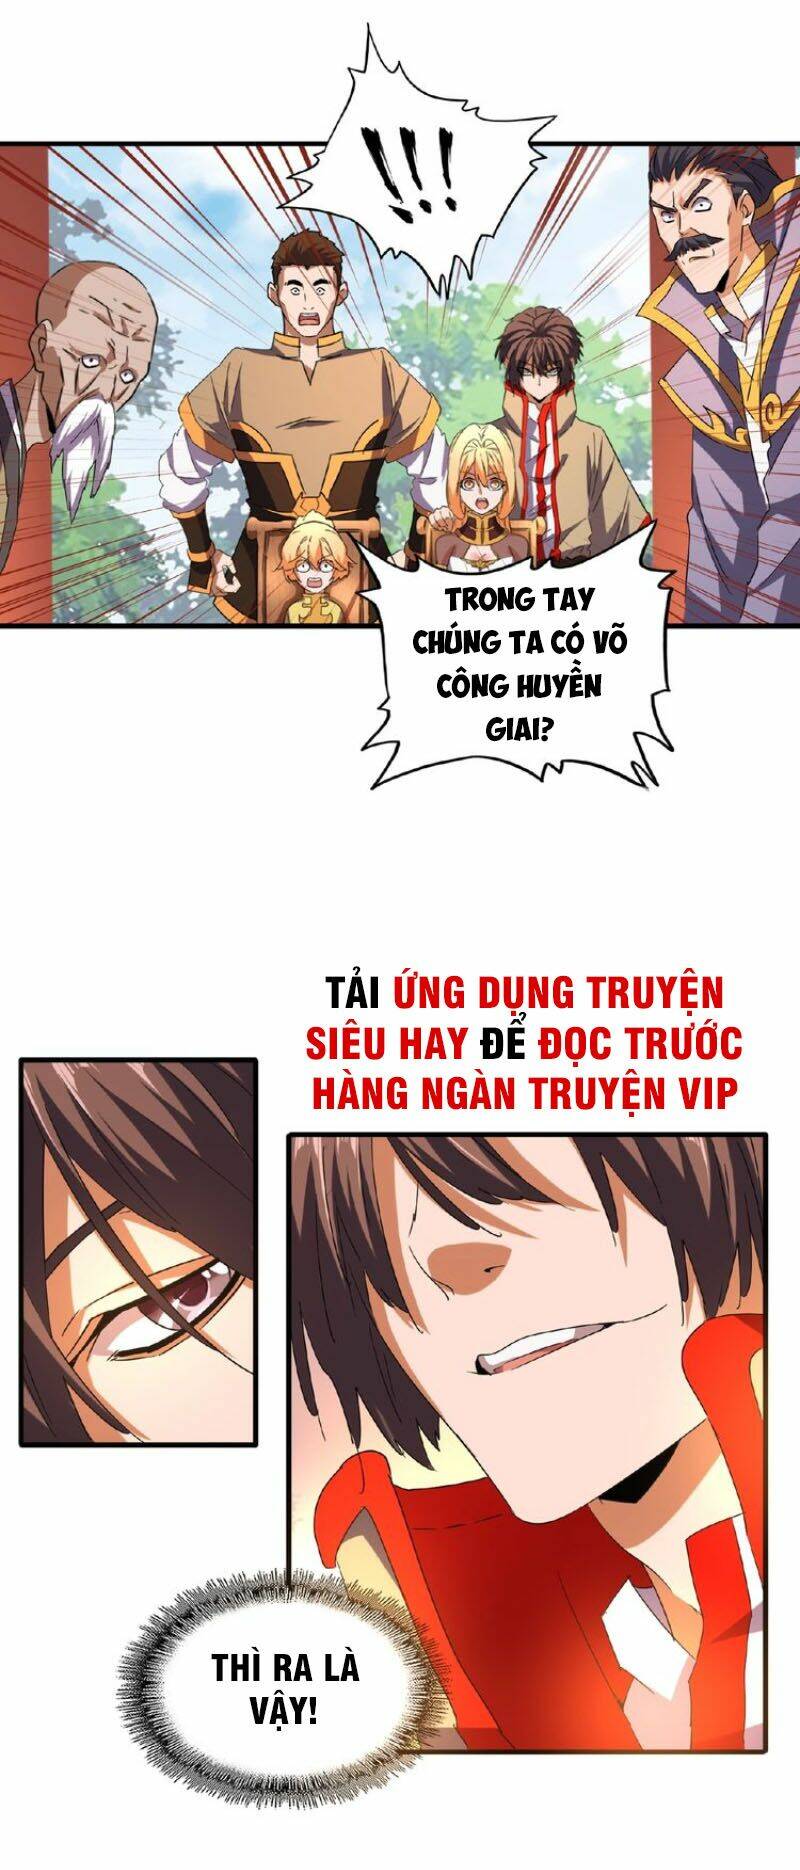 !!!
TRONG TAY
CHÚNG TA CÓ VÕ
CÔNG HUYỀN
GIAI?
TẢI ỨNG DỤNG TRUYỆN
SIÊU HAY ĐỂ ĐỌC TRƯỚC
HÀNG NGÀN TRUYỆN VIP
THÌ RA LÀ
VẬY!